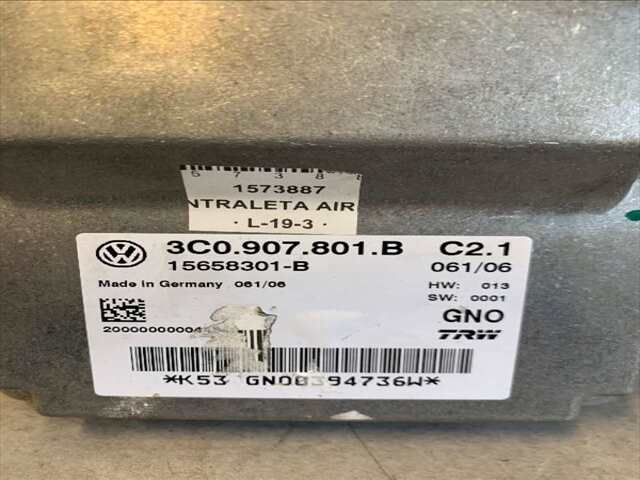 5 7 3 8
1573887
NTRALETA AIR
· L-19-3 ·
3C0.907.801.B C2.1
15658301-B 061/06
Made in Germany 061/06 HW: 013
SW: 0001
GNO
TRW
*K53 GNO0394736W*